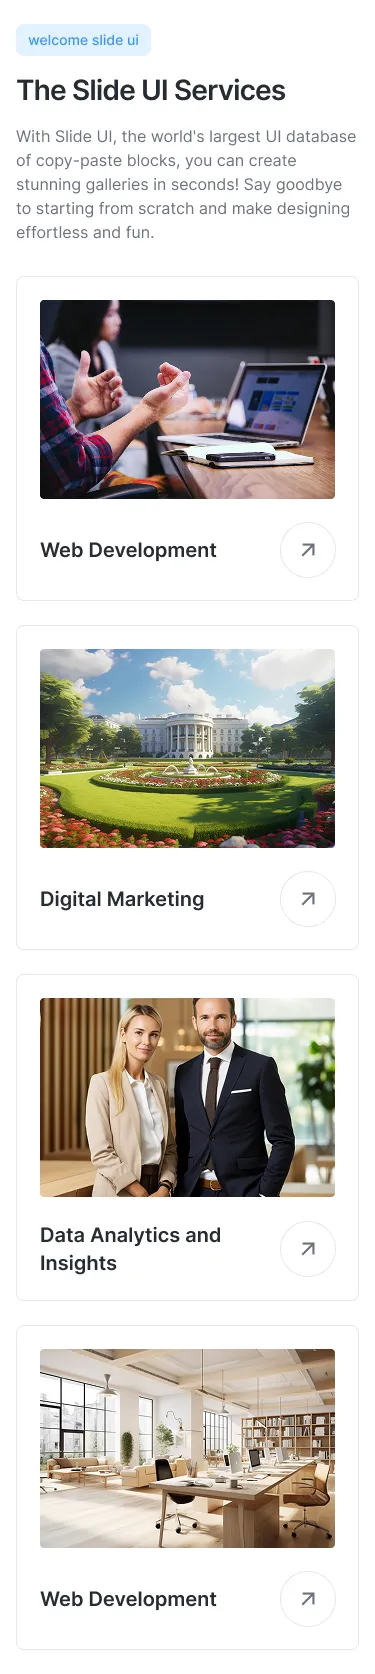 welcome slide ui
The Slide UI Services
With Slide UI, the world's largest UI database
of copy-paste blocks, you can create
stunning galleries in seconds! Say goodbye
to starting from scratch and make designing
effortless and fun.
Web Development
Digital Marketing
Data Analytics and
Insights
Web Development